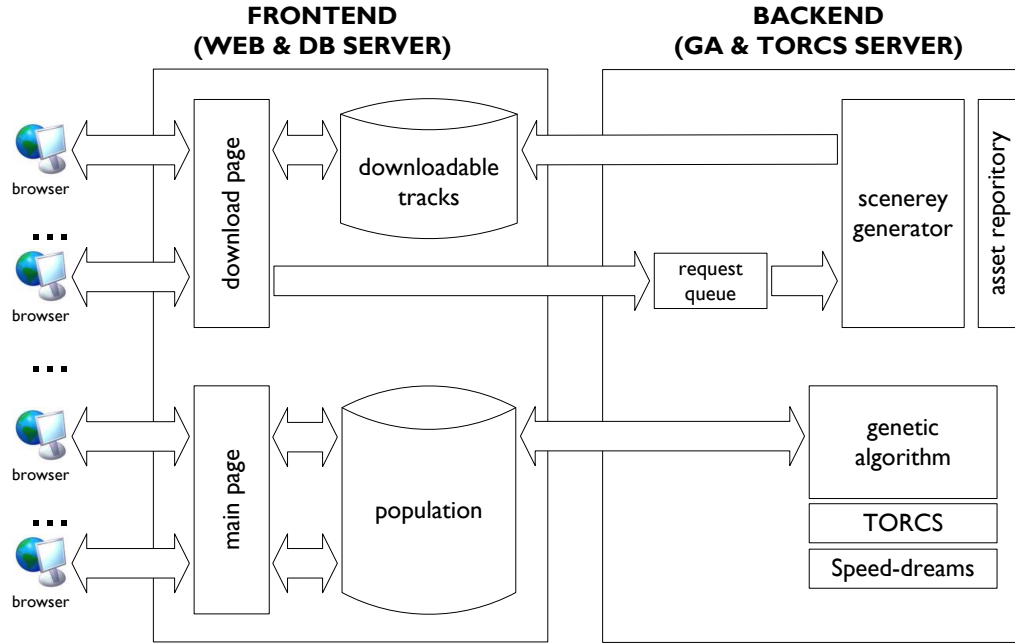 FRONTEND
(WEB & DB SERVER)
BACKEND
(GA & TORCS SERVER)
browser
...
browser
...
browser
...
browser
download page
downloadable
tracks
request
queue
scenerey
generator
asset reporitory
main page
population
genetic
algorithm
TORCS
Speed-dreams